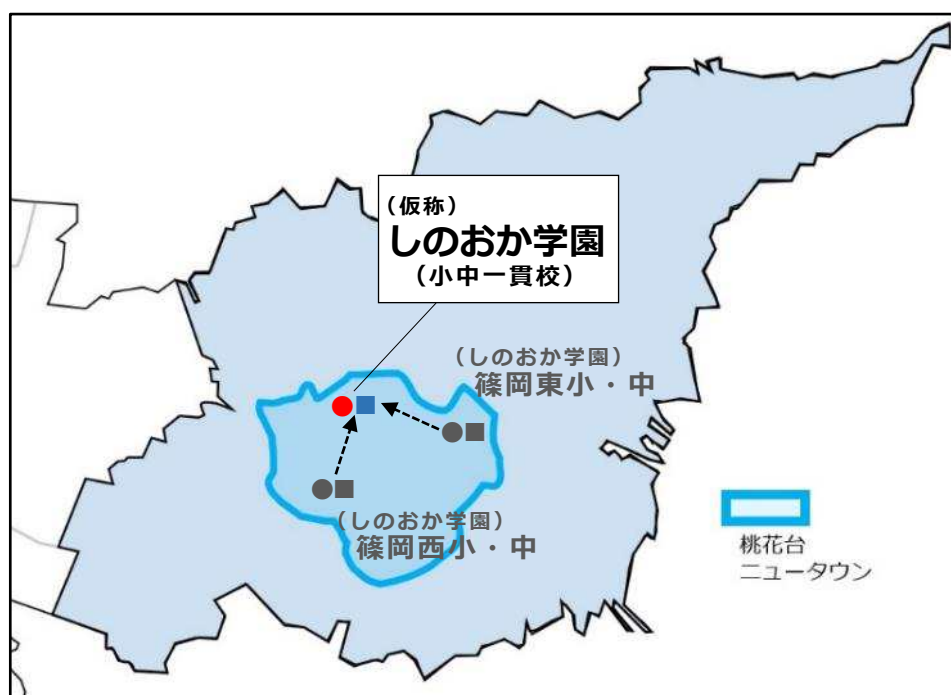 （仮称）
しのおか学園
（小中一貫校）
（しのおか学園）
篠岡東小・中
（しのおか学園）
篠岡西小・中
桃花台
ニュータウン